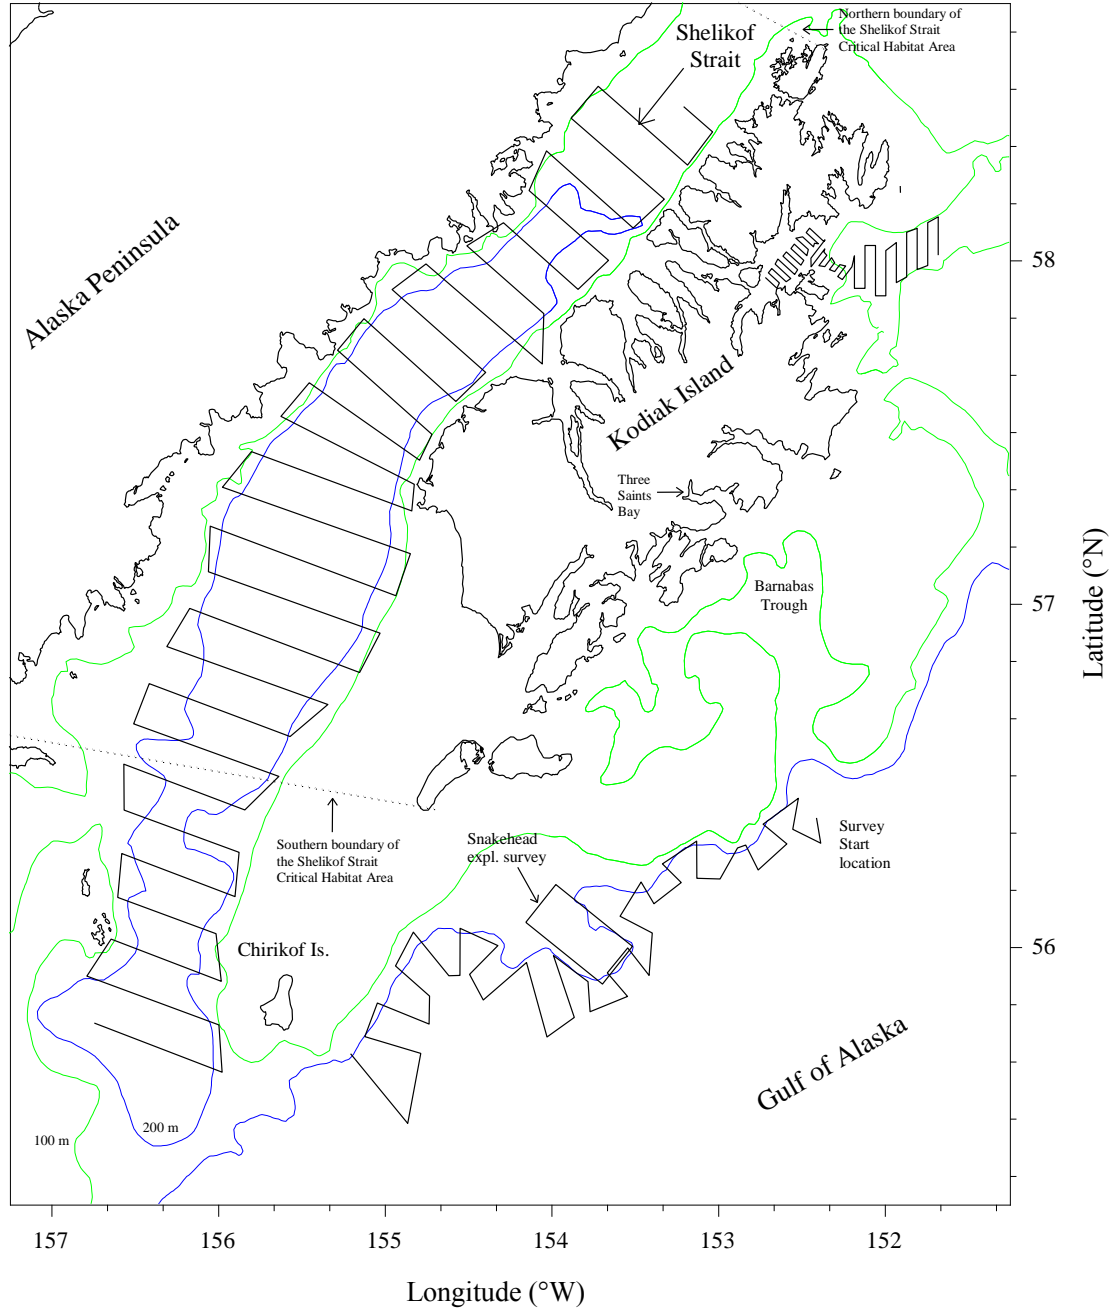 Northern boundary of
the Shelikof Strait
Critical Habitat Area
Shelikof
Strait
Alaska Peninsula
58
Kodiak Island
Three
Saints
Bay
Barnabas
Trough
57
Latitude (°N)
Southern boundary of
the Shelikof Strait
Critical Habitat Area
Snakehead
expl. survey
Survey
Start
location
Chirikof Is.
56
Gulf of Alaska
100 m
200 m
157
156
155
154
153
152
Longitude (°W)